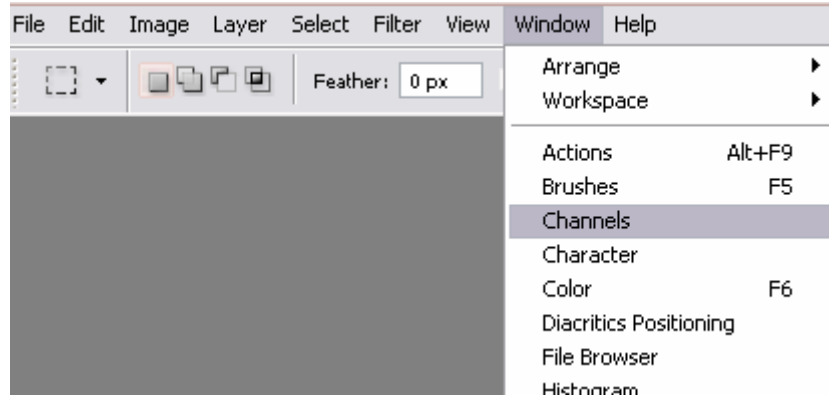 File Edit Image Layer Select Filter View Window Help
Feather: 0 px
Arrange
Workspace
Actions Alt+F9
Brushes F5
Channels
Character
Color F6
Diacritics Positioning
File Browser
Histogram